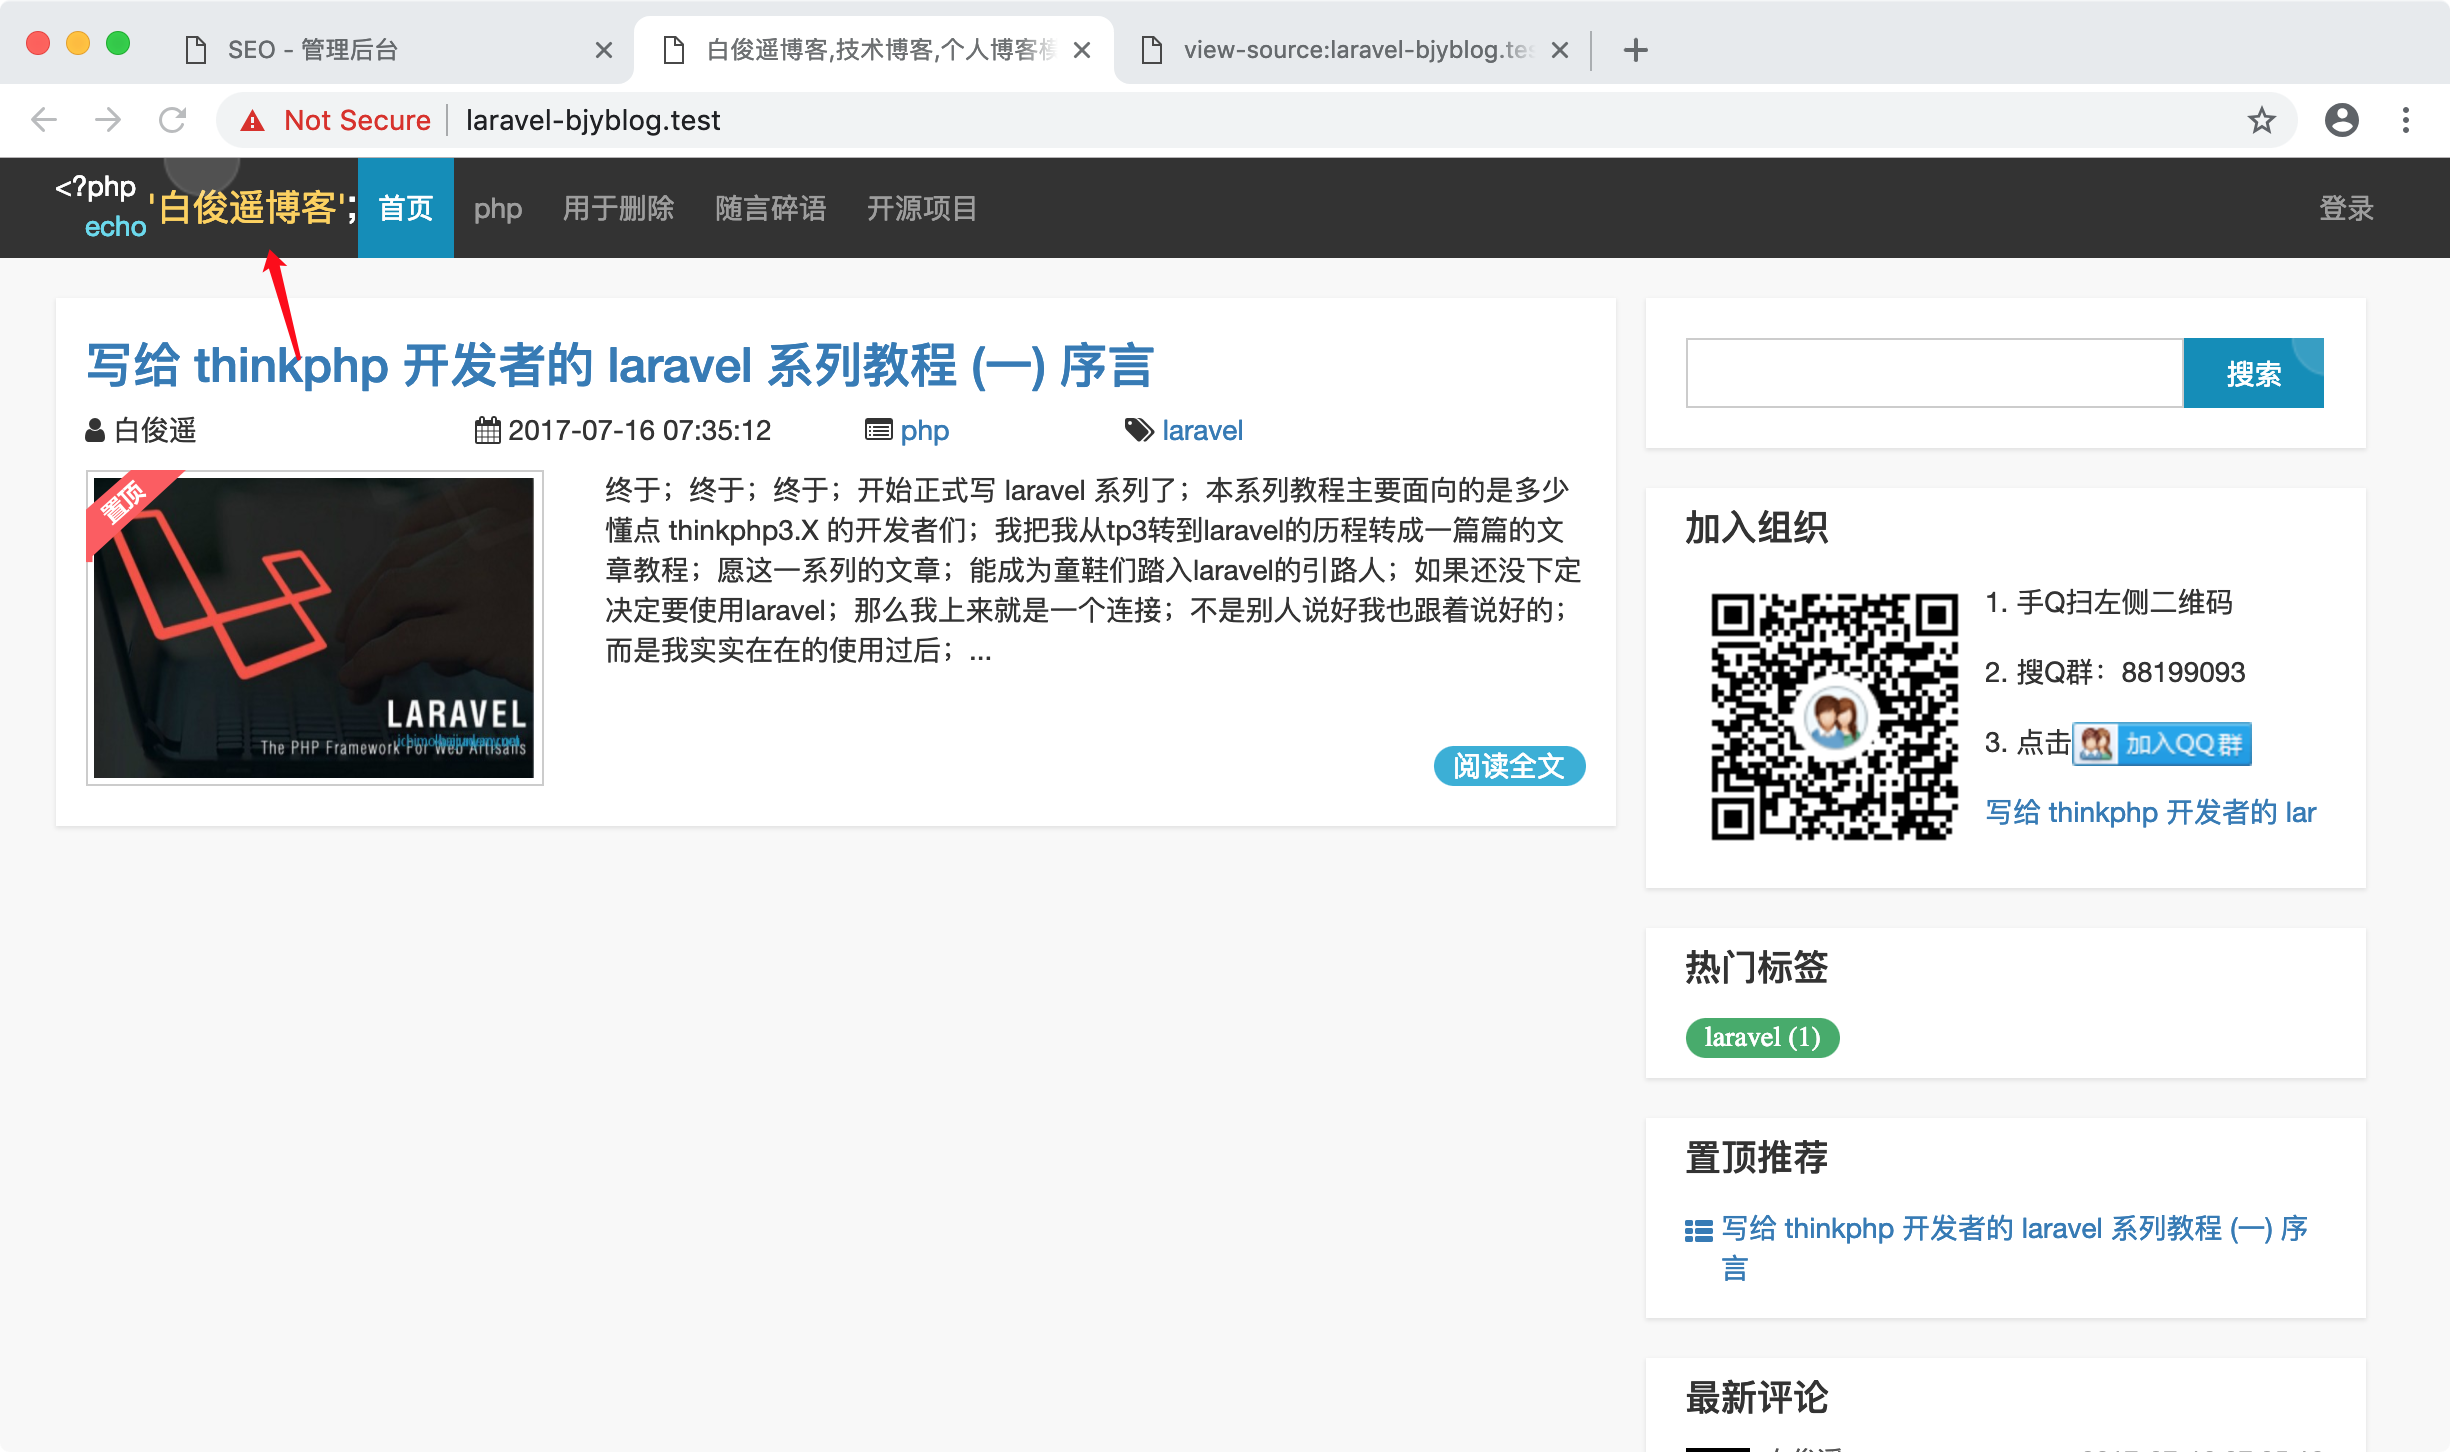 SEO - 管理后台
白俊遥博客,技术博客,个人博客
view-source:laravel-bjyblog.tes
Not Secure
laravel-bjyblog.test
<?php
echo
'白俊遥博客';
首页
php
用于删除
随言碎语
开源项目
登录
写给 thinkphp 开发者的 laravel 系列教程 (一) 序言
白俊遥
2017-07-16 07:35:12
php
laravel
置顶
LARAVEL
The PHP Framework For Web Artisans
终于；终于；终于；开始正式写 laravel 系列了；本系列教程主要面向的是多少
懂点 thinkphp3.X 的开发者们；我把我从tp3转到laravel的历程转成一篇篇的文
章教程；愿这一系列的文章；能成为童鞋们踏入laravel的引路人；如果还没下定
决定要使用laravel；那么我上来就是一个连接；不是别人说好我也跟着说好的；
而是我实实在在的使用过后；...
阅读全文
搜索
加入组织
1. 手Q扫左侧二维码
2. 搜Q群：88199093
3. 点击
加入QQ群
写给 thinkphp 开发者的 lar
热门标签
laravel (1)
置顶推荐
写给 thinkphp 开发者的 laravel 系列教程 (一) 序
言
最新评论